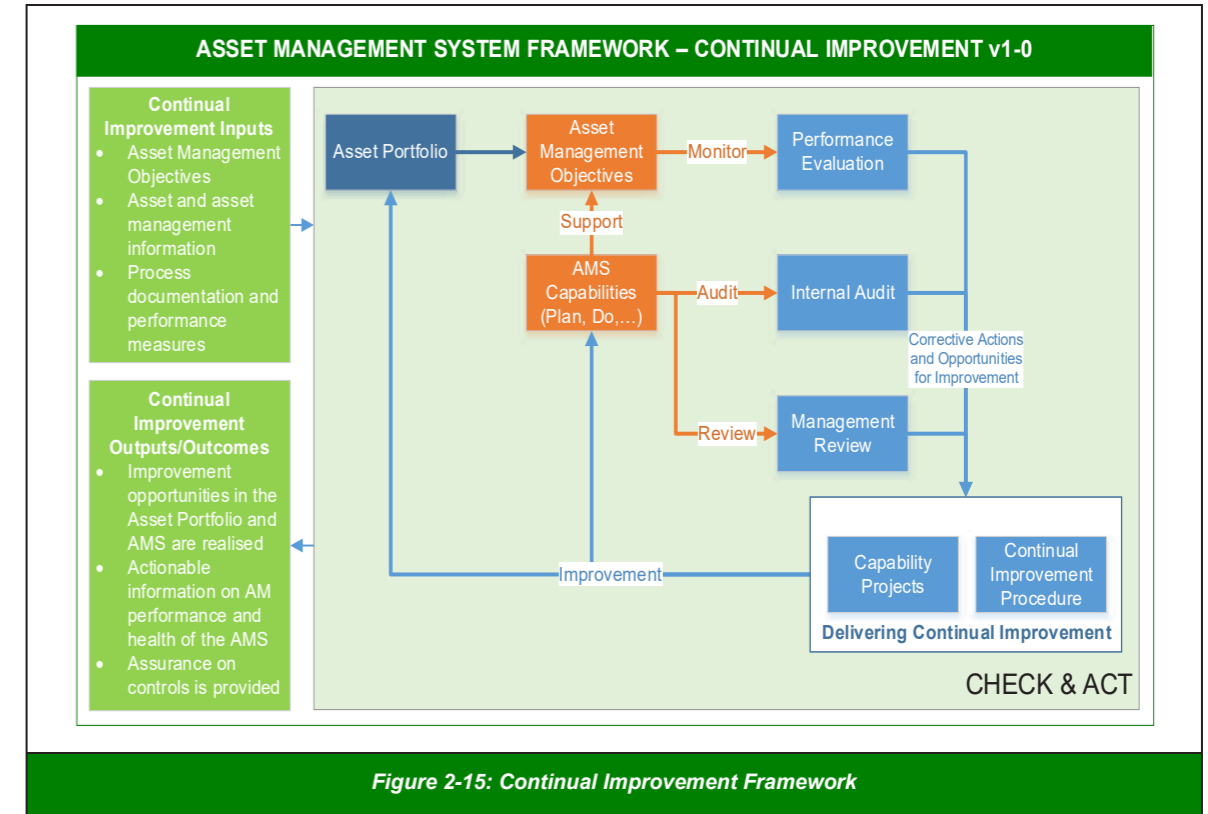 ASSET MANAGEMENT SYSTEM FRAMEWORK – CONTINUAL IMPROVEMENT v1-0
Continual
Improvement Inputs
• Asset Management
Objectives
• Asset and asset
management
information
• Process
documentation and
performance
measures
Continual
Improvement
Outputs/Outcomes
• Improvement
opportunities in the
Asset Portfolio and
AMS are realised
• Actionable
information on AM
performance and
health of the AMS
• Assurance on
controls is provided
Asset Portfolio
Asset
Management
Objectives
Monitor
Performance
Evaluation
Support
AMS
Capabilities
(Plan, Do,...)
Audit
Internal Audit
Corrective Actions
and Opportunities
for Improvement
Review
Management
Review
Improvement
Capability
Projects
Continual
Improvement
Procedure
Delivering Continual Improvement
CHECK & ACT
Figure 2-15: Continual Improvement Framework